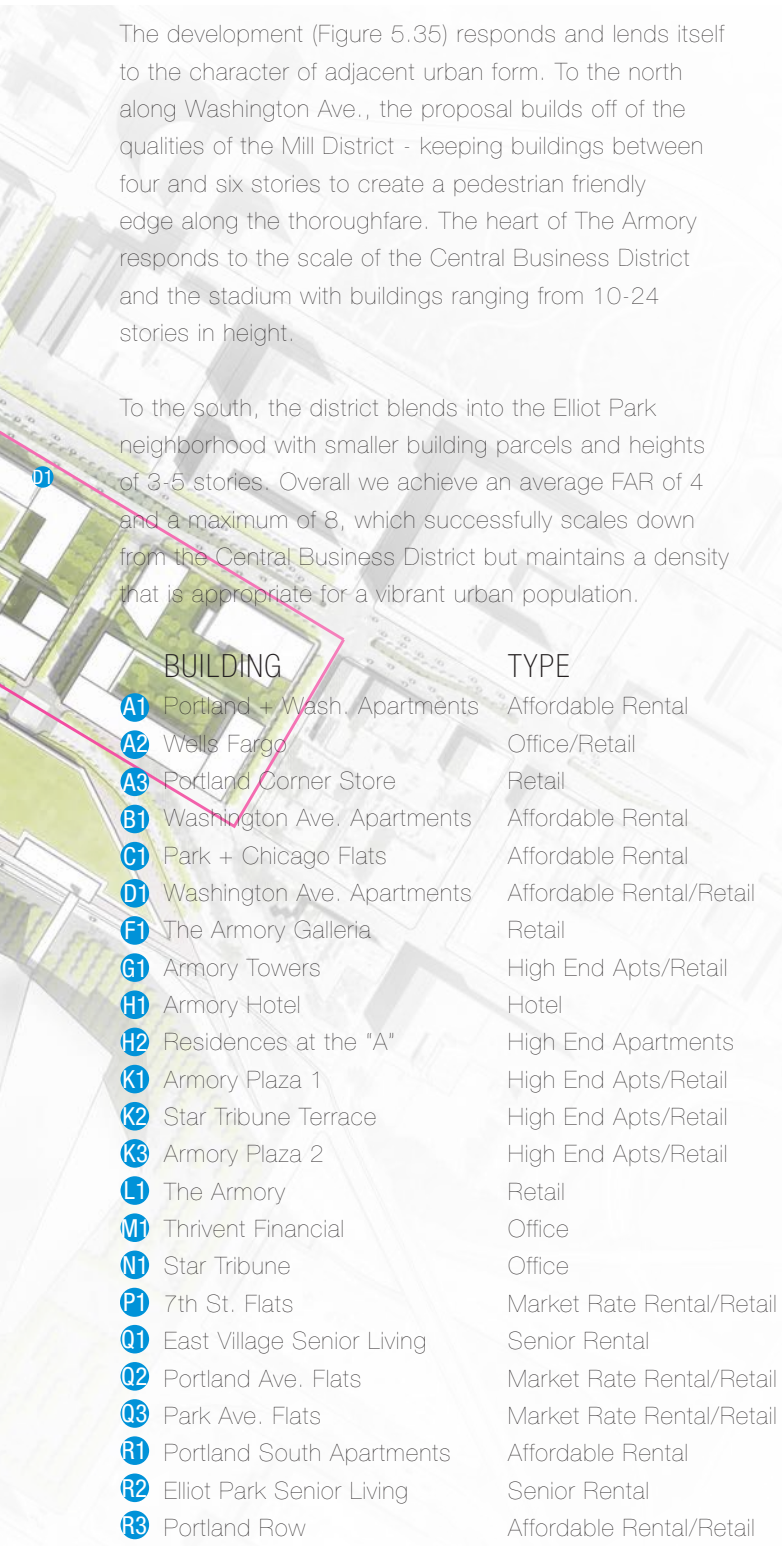 The development (Figure 5.35) responds and lends itself
to the character of adjacent urban form. To the north
along Washington Ave., the proposal builds off of the
qualities of the Mill District - keeping buildings between
four and six stories to create a pedestrian friendly
edge along the thoroughfare. The heart of The Armory
responds to the scale of the Central Business District
and the stadium with buildings ranging from 10-24
stories in height.
To the south, the district blends into the Elliot Park
neighborhood with smaller building parcels and heights
D1
of 3-5 stories. Overall we achieve an average FAR of 4
and a maximum of 8, which successfully scales down
from the Central Business District but maintains a density
that is appropriate for a vibrant urban population.
BUILDING TYPE
A1 Portland + Wash. Apartments Affordable Rental
A2 Wells Fargo Office/Retail
A3 Portland Corner Store Retail
B1 Washington Ave. Apartments Affordable Rental
C1 Park + Chicago Flats Affordable Rental
D1 Washington Ave. Apartments Affordable Rental/Retail
F1 The Armory Galleria Retail
G1 Armory Towers High End Apts/Retail
H1 Armory Hotel Hotel
H2 Residences at the "A" High End Apartments
K1 Armory Plaza 1 High End Apts/Retail
K2 Star Tribune Terrace High End Apts/Retail
K3 Armory Plaza 2 High End Apts/Retail
L1 The Armory Retail
M1 Thrivent Financial Office
N1 Star Tribune Office
P1 7th St. Flats Market Rate Rental/Retail
Q1 East Village Senior Living Senior Rental
Q2 Portland Ave. Flats Market Rate Rental/Retail
Q3 Park Ave. Flats Market Rate Rental/Retail
R1 Portland South Apartments Affordable Rental
R2 Elliot Park Senior Living Senior Rental
R3 Portland Row Affordable Rental/Retail